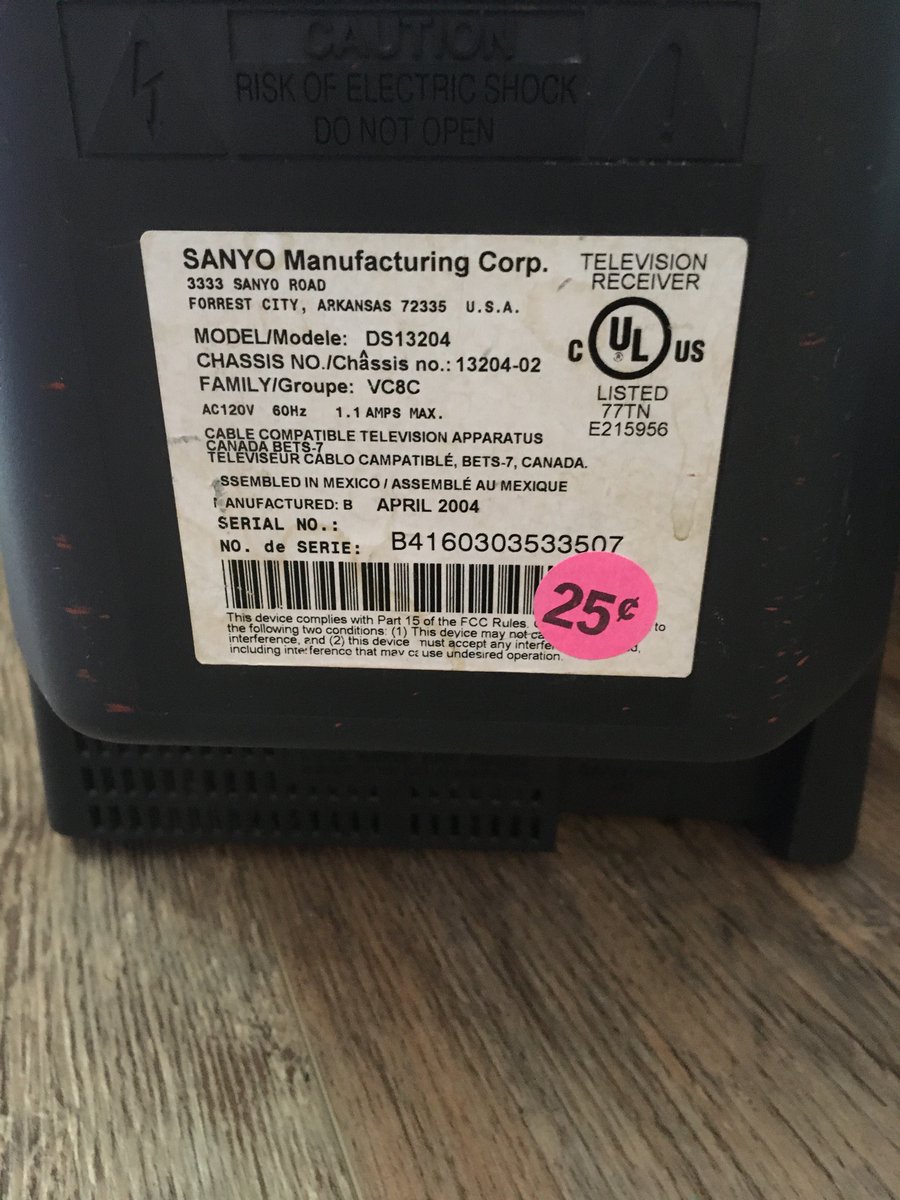 CAUTION
RISK OF ELECTRIC SHOCK
DO NOT OPEN
SANYO Manufacturing Corp.
3333 SANYO ROAD
FORREST CITY, ARKANSAS 72335 U.S.A.
TELEVISION
RECEIVER
MODEL/Modele: DS13204
CHASSIS NO./Châssis no.: 13204-02
FAMILY/Groupe: VC8C
AC120V 60Hz 1.1 AMPS MAX.
C UL ® US
LISTED
77TN
E215956
CABLE COMPATIBLE TELEVISION APPARATUS
CANADA BETS-7
TELEVISEUR CABLO CAMPATIBLÉ, BETS-7, CANADA.
SSEMBLED IN MEXICO / ASSEMBLÉ AU MEXIQUE
ANUFACTURED: B APRIL 2004
SERIAL NO.:
NO. de SERIE: B4160303533507
25¢
This device complies with Part 15 of the FCC Rules. to
the following two conditions: (1) This device may not
interference, and (2) this device must accept any
including interference that may cause undesired operation.